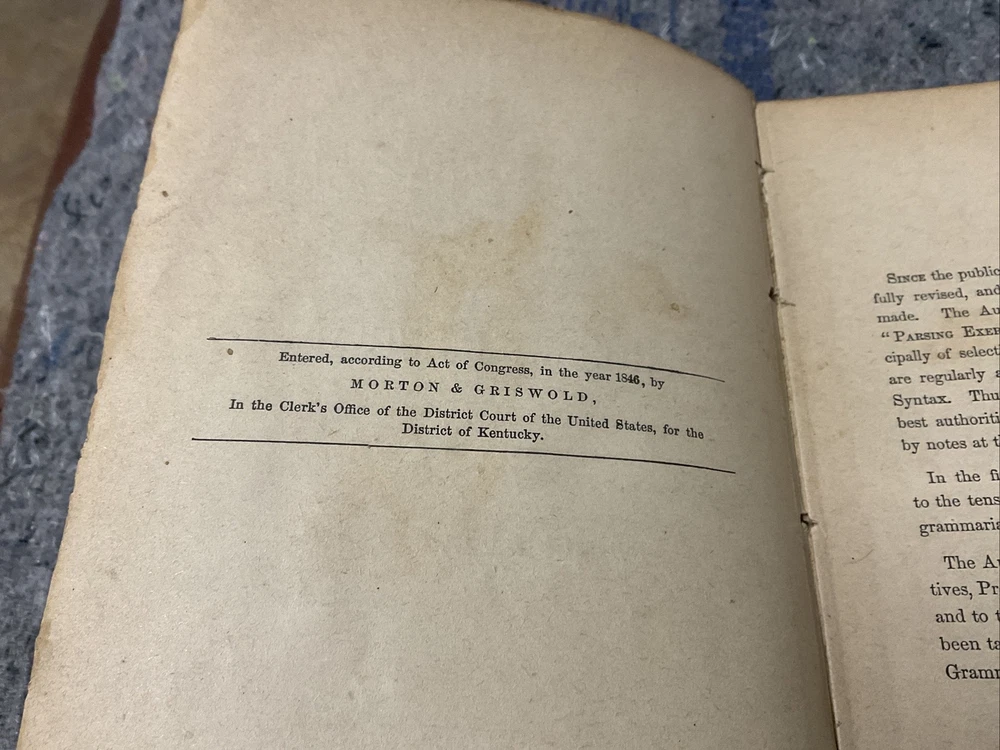 Entered, according to Act of Congress, in the year 1846, by
MORTON & GRISWOLD,
In the Clerk's Office of the District Court of the United States, for the
District of Kentucky.
SINCE the public
fully revised, and
made. The Au
"PARSING EXER
cipally of selecti
are regularly a
Syntax. Thu
best authoriti
by notes at t
In the fi
to the tens
grammaria
The Au
tives, Pr
and to t
been ta
Gramm